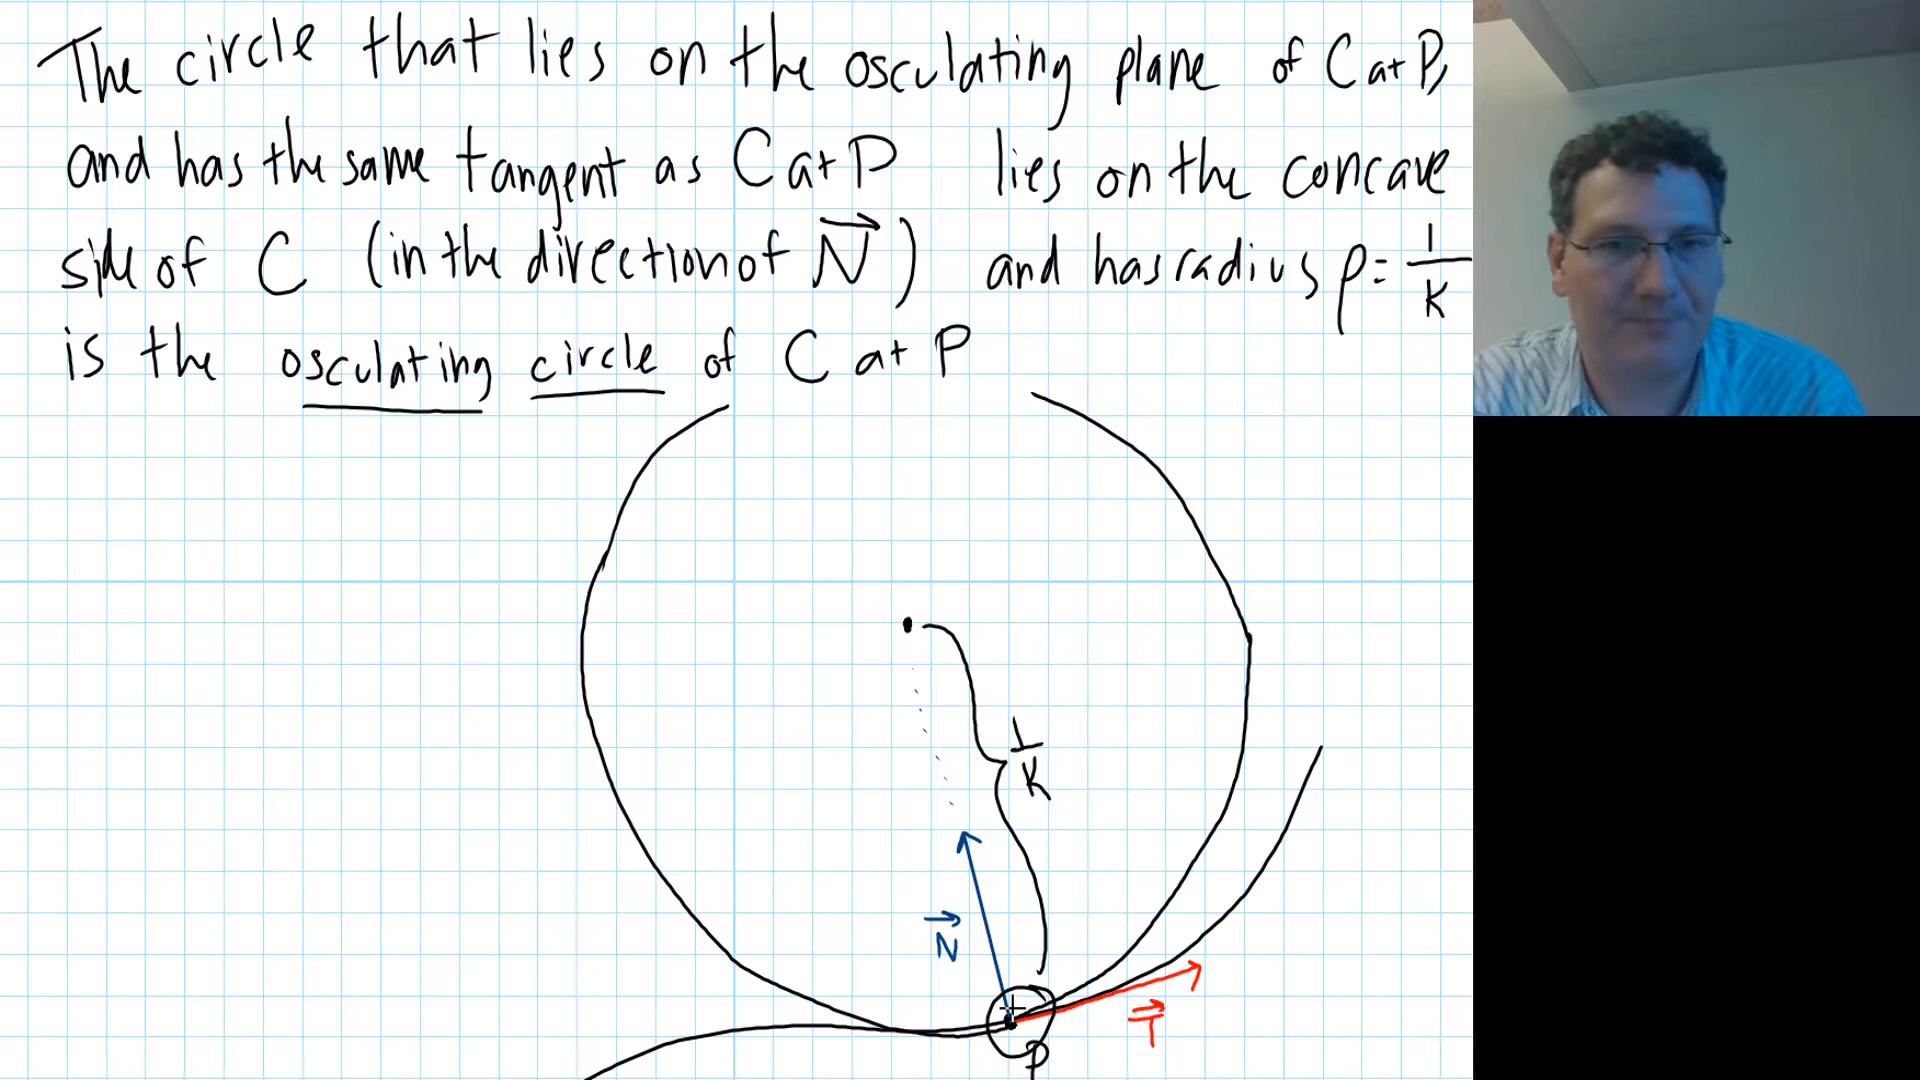 The circle that lies on the osculating plane of C at P,
and has the same tangent as C at P lies on the concave
side of C (in the direction of N⃗) and has radius ρ = 1/κ
is the osculating circle of C at P
1/κ
N⃗
T⃗
P